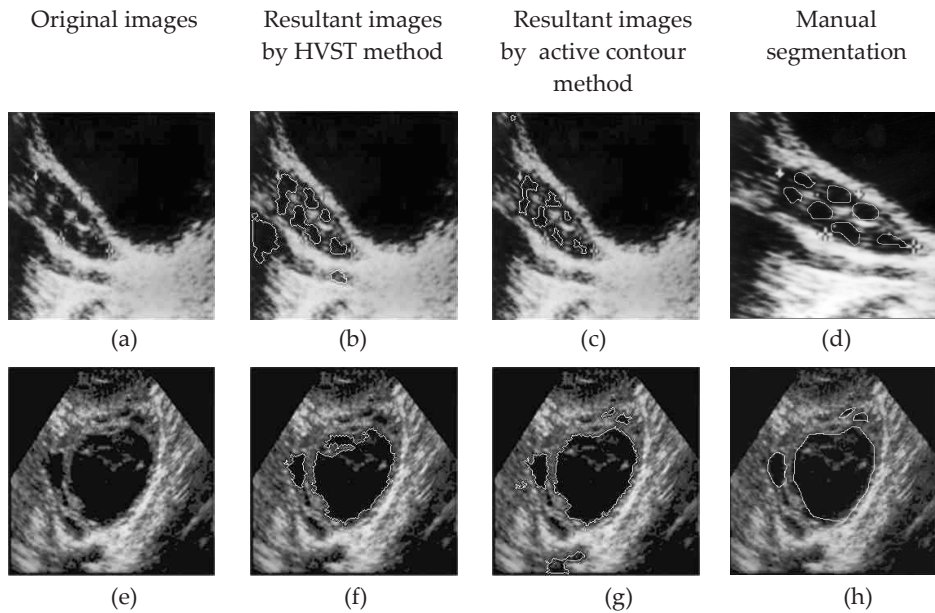 Original images
Resultant images
by HVST method
Resultant images
by active contour
method
Manual
segmentation
(a)
(b)
(c)
(d)
(e)
(f)
(g)
(h)